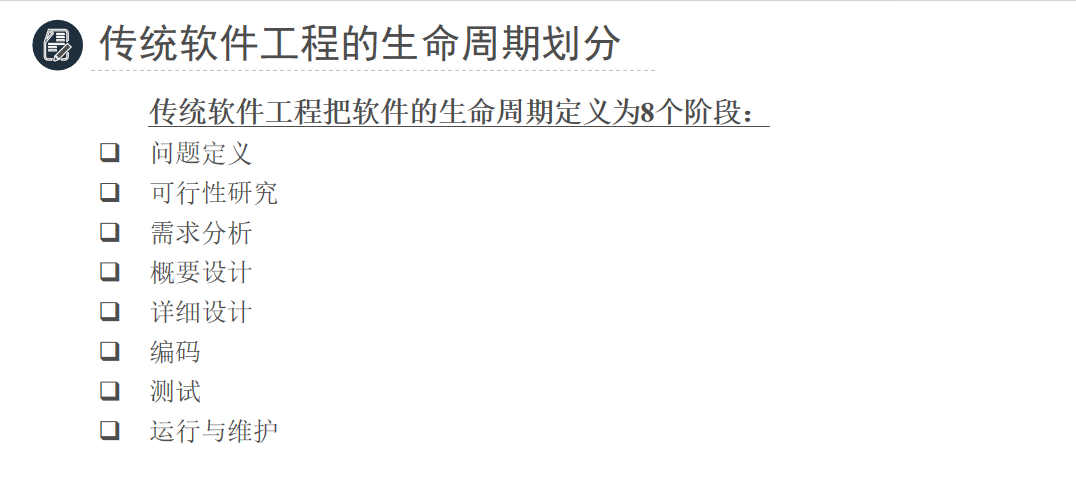 传统软件工程的生命周期划分
传统软件工程把软件的生命周期定义为8个阶段：
问题定义
可行性研究
需求分析
概要设计
详细设计
编码
测试
运行与维护